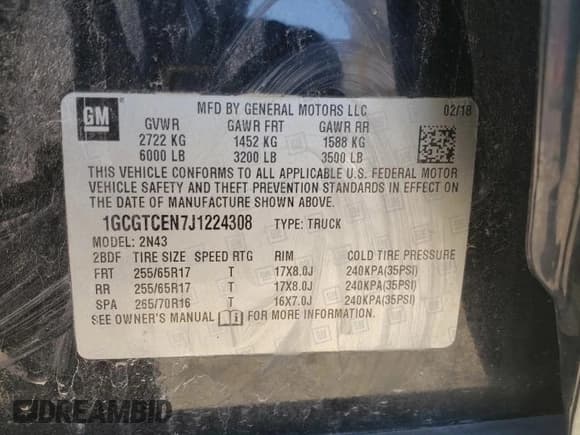 GM
MFD BY GENERAL MOTORS LLC 02/18
GVWR GAWR FRT GAWR RR
2722 KG 1452 KG 1588 KG
6000 LB 3200 LB 3500 LB
THIS VEHICLE CONFORMS TO ALL APPLICABLE U.S. FEDERAL MOTOR
VEHICLE SAFETY AND THEFT PREVENTION STANDARDS IN EFFECT ON
THE DATE OF MANUFACTURE SHOWN ABOVE.
1GCGTCEN7J1224308 TYPE: TRUCK
MODEL: 2N43
2BDF TIRE SIZE SPEED RTG RIM COLD TIRE PRESSURE
FRT 255/65R17 T 17X8.0J 240KPA(35PSI)
RR 255/65R17 T 17X8.0J 240KPA(35PSI)
SPA 265/70R16 T 16X7.0J 240KPA(35PSI)
SEE OWNER'S MANUAL FOR MORE INFORMATION.
DREAMBID